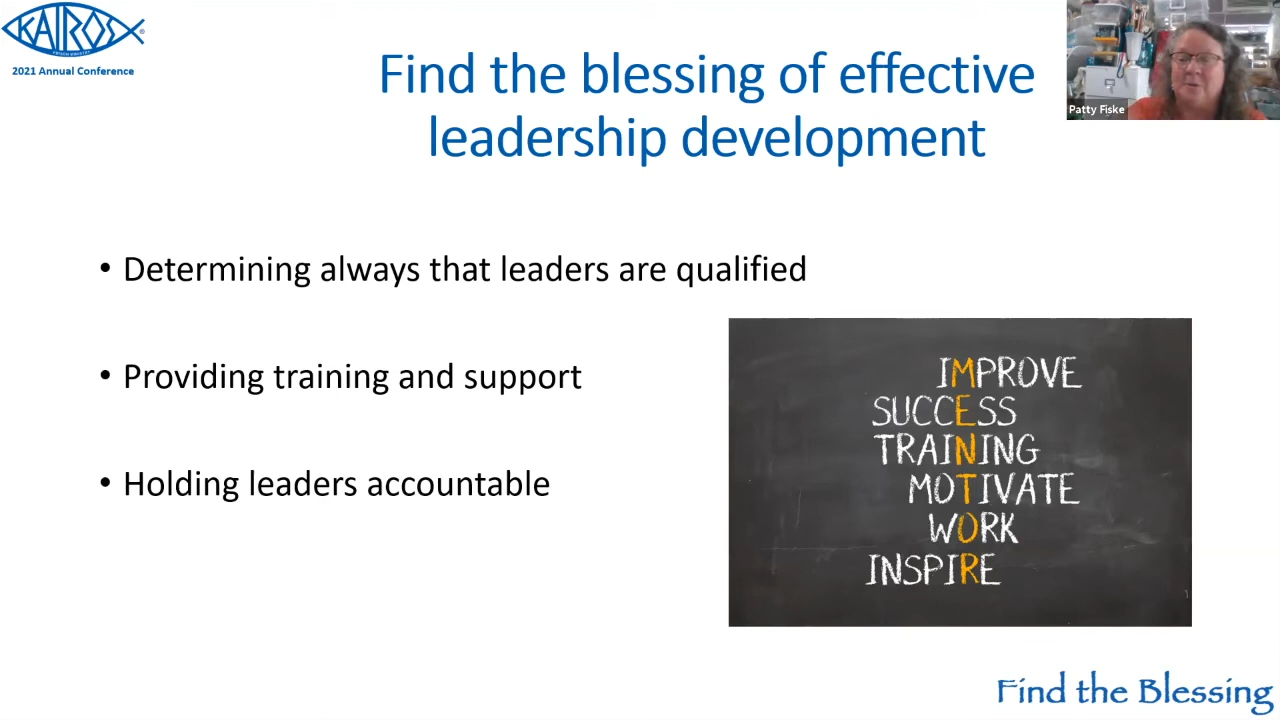 KAIROS
2021 Annual Conference
Find the blessing of effective
leadership development
Patty Fiske
• Determining always that leaders are qualified
• Providing training and support
• Holding leaders accountable
IMPROVE
SUCCESS
TRAINING
MOTIVATE
WORK
INSPIRE
Find the Blessing